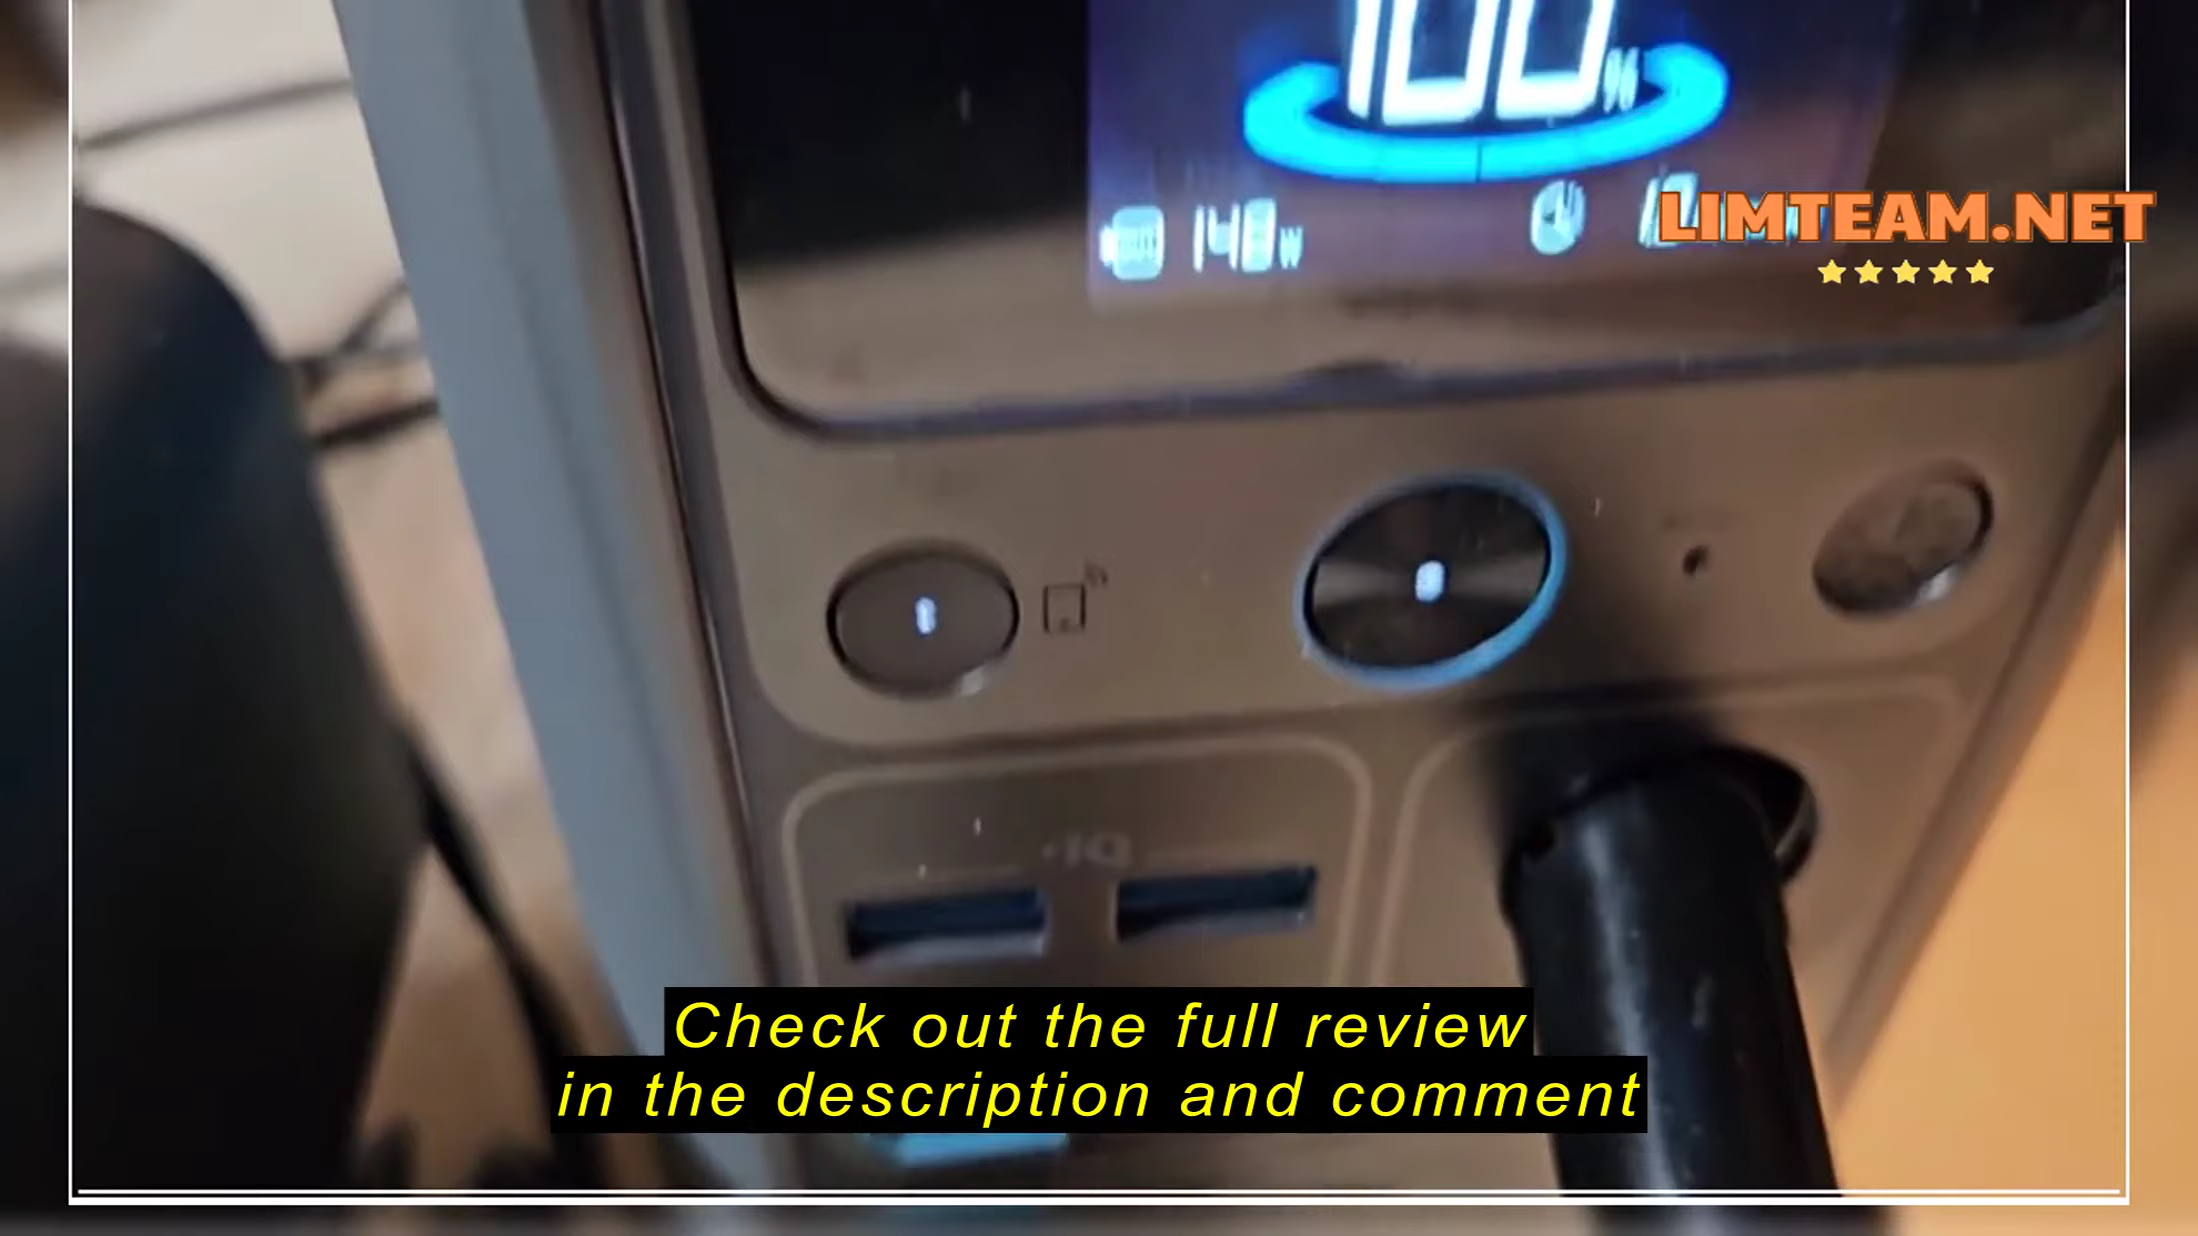 100%
148W
LIMTEAM.NET
Check out the full review
in the description and comment